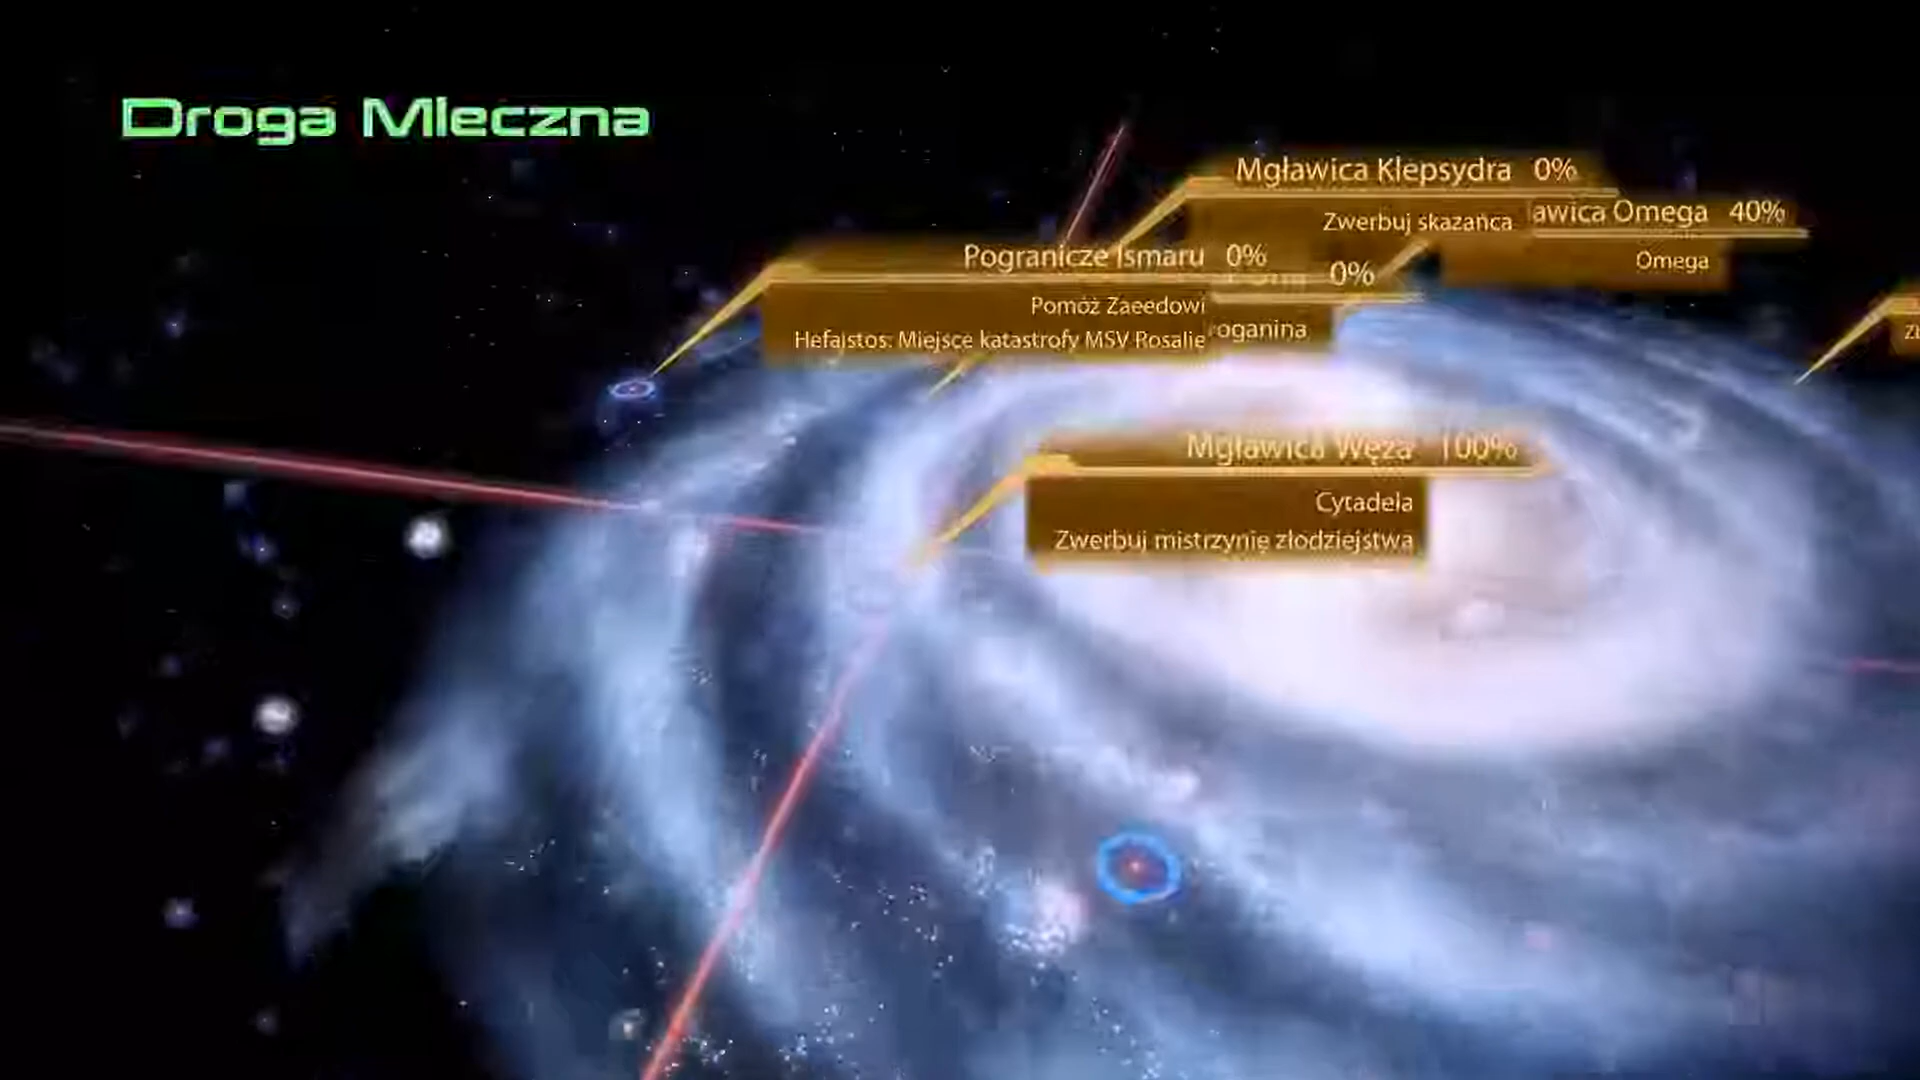 Droga Mleczna
Mgławica Klepsydra 0%
Zwerbuj skazańca
awica Omega 40%
Omega
Pogranicze Ismaru 0%
0%
Pomóż Zaeedowi
Hefajstos: Miejsce katastrofy MSV Rosalie
roganina
Mgławica Węża 100%
Cytadela
Zwerbuj mistrzynię złodziejstwa